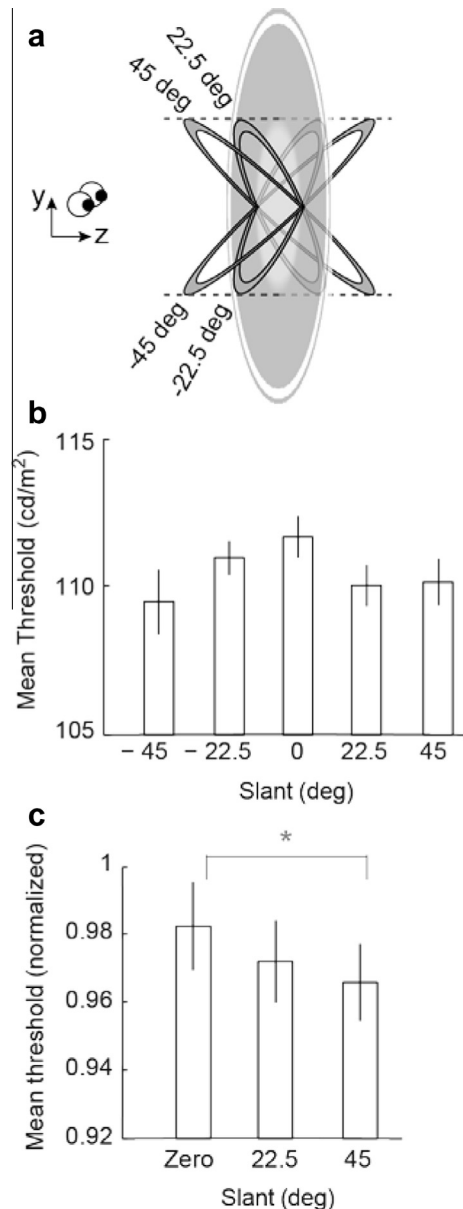 a
45 deg
22.5 deg
y
z
-45 deg
-22.5 deg
b
Mean Threshold (cd/m²)
115
110
105
− 45 − 22.5 0 22.5 45
Slant (deg)
c
Mean threshold (normalized)
*
1
0.98
0.96
0.94
0.92
Zero 22.5 45
Slant (deg)